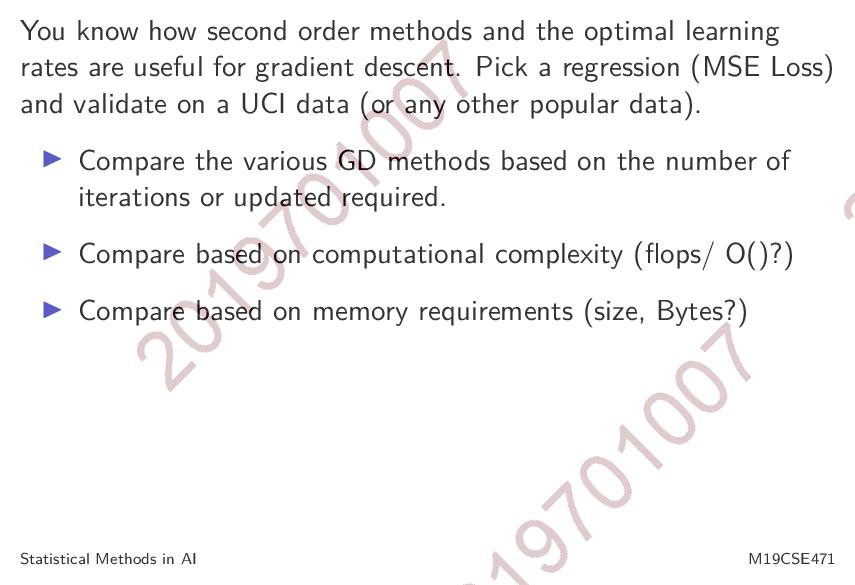 You know how second order methods and the optimal learning
rates are useful for gradient descent. Pick a regression (MSE Loss)
and validate on a UCI data (or any other popular data).
Compare the various GD methods based on the number of
iterations or updated required.
Compare based on computational complexity (flops/ O()?)
Compare based on memory requirements (size, Bytes?)
2019701007
2019701007
Statistical Methods in AI
M19CSE471